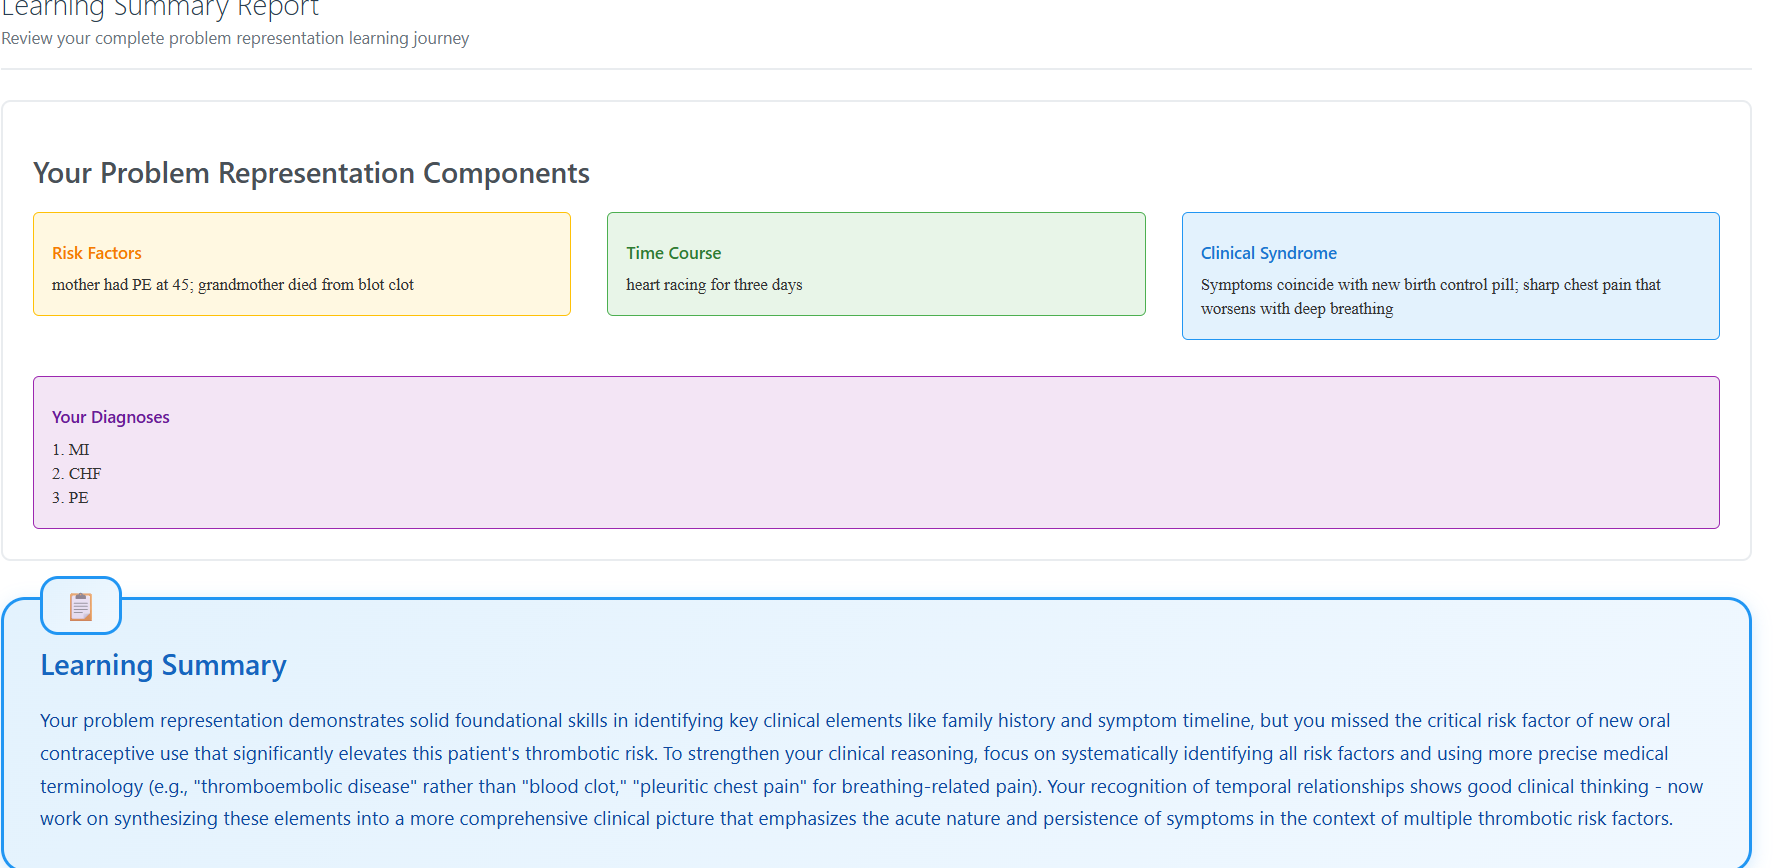 Learning Summary Report
Review your complete problem representation learning journey
Your Problem Representation Components
Risk Factors
mother had PE at 45; grandmother died from blot clot
Time Course
heart racing for three days
Clinical Syndrome
Symptoms coincide with new birth control pill; sharp chest pain that
worsens with deep breathing
Your Diagnoses
1. MI
2. CHF
3. PE
Learning Summary
Your problem representation demonstrates solid foundational skills in identifying key clinical elements like family history and symptom timeline, but you missed the critical risk factor of new oral
contraceptive use that significantly elevates this patient's thrombotic risk. To strengthen your clinical reasoning, focus on systematically identifying all risk factors and using more precise medical
terminology (e.g., "thromboembolic disease" rather than "blood clot," "pleuritic chest pain" for breathing-related pain). Your recognition of temporal relationships shows good clinical thinking - now
work on synthesizing these elements into a more comprehensive clinical picture that emphasizes the acute nature and persistence of symptoms in the context of multiple thrombotic risk factors.